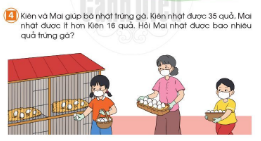 4 Kiên và Mai giúp bà nhặt trứng gà. Kiên nhặt được 35 quả, Mai
nhặt được ít hơn Kiên 16 quả. Hỏi Mai nhặt được bao nhiêu
quả trứng gà?